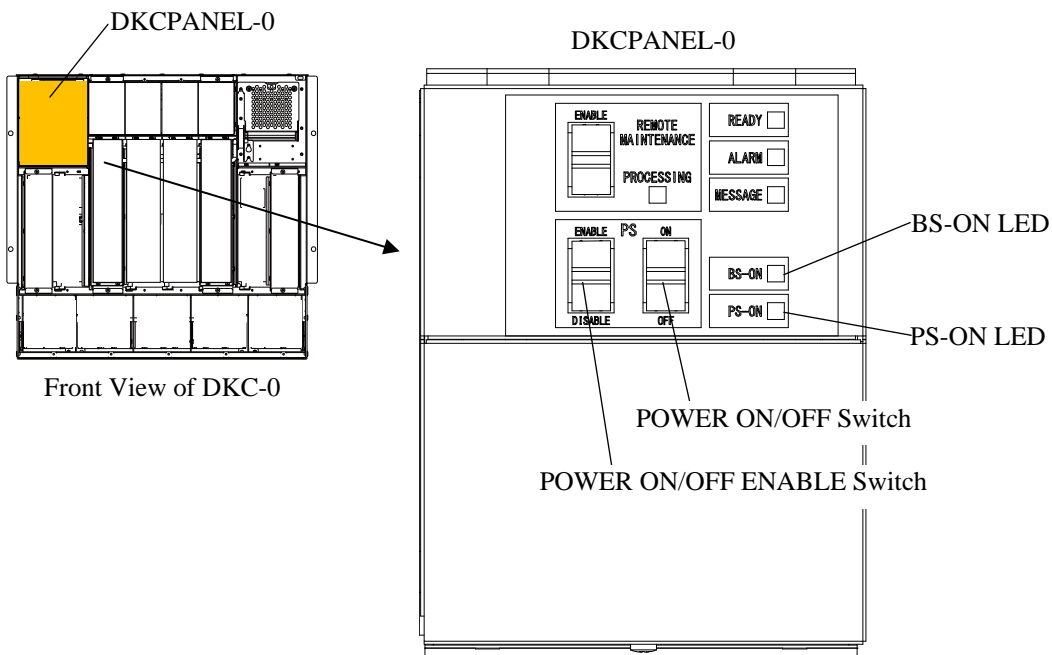 DKCPANEL-0
Front View of DKC-0
DKCPANEL-0
ENABLE
REMOTE
MAINTENANCE
PROCESSING
READY
ALARM
MESSAGE
ENABLE
PS
ON
DISABLE
OFF
BS-ON
PS-ON
BS-ON LED
PS-ON LED
POWER ON/OFF Switch
POWER ON/OFF ENABLE Switch